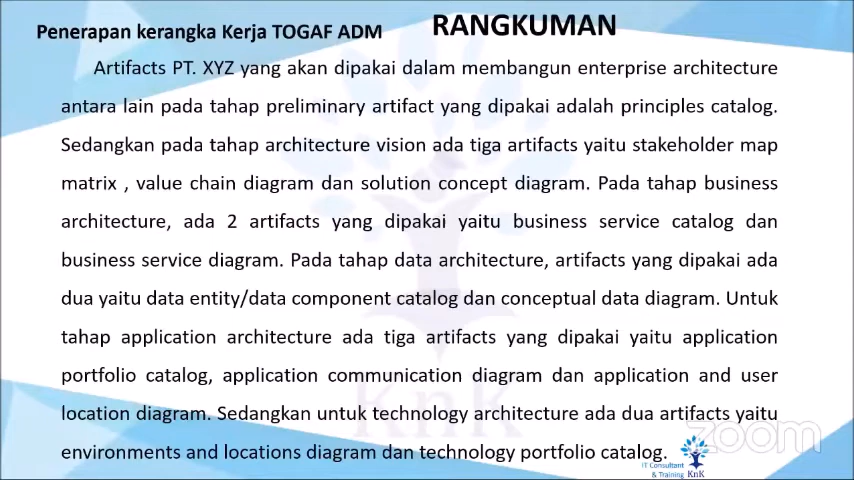 Penerapan kerangka Kerja TOGAF ADM
RANGKUMAN
Artifacts PT. XYZ yang akan dipakai dalam membangun enterprise architecture
antara lain pada tahap preliminary artifact yang dipakai adalah principles catalog.
Sedangkan pada tahap architecture vision ada tiga artifacts yaitu stakeholder map
matrix , value chain diagram dan solution concept diagram. Pada tahap business
architecture, ada 2 artifacts yang dipakai yaitu business service catalog dan
business service diagram. Pada tahap data architecture, artifacts yang dipakai ada
dua yaitu data entity/data component catalog dan conceptual data diagram. Untuk
tahap application architecture ada tiga artifacts yang dipakai yaitu application
portfolio catalog, application communication diagram dan application and user
location diagram. Sedangkan untuk technology architecture ada dua artifacts yaitu
environments and locations diagram dan technology portfolio catalog.
KnK
zoom
IT Consultant
& Training KnK